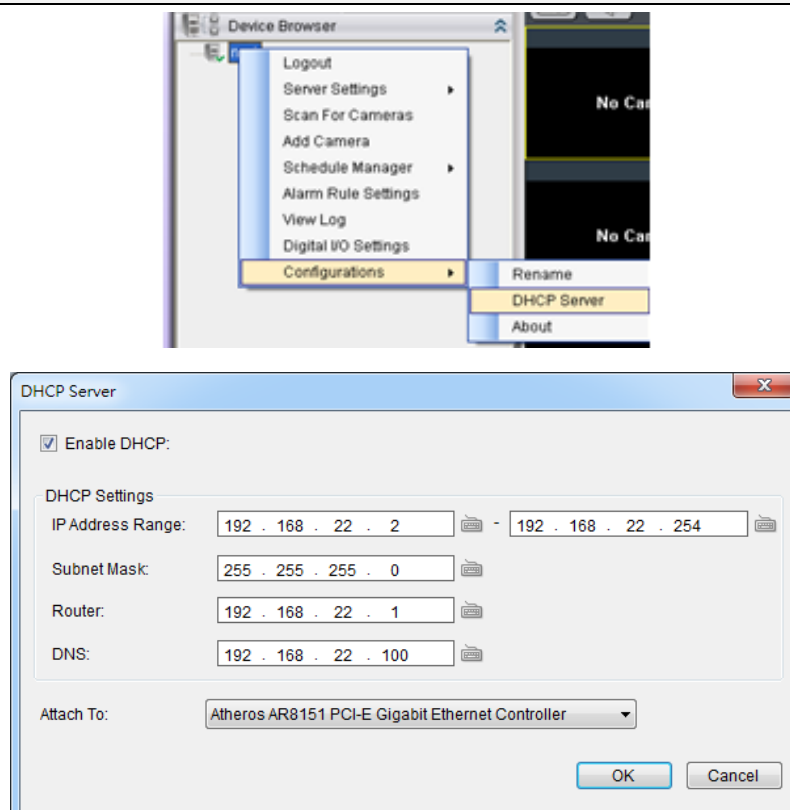 Device Browser
Logout
Server Settings
Scan For Cameras
Add Camera
Schedule Manager
Alarm Rule Settings
View Log
Digital I/O Settings
Configurations
Rename
DHCP Server
About
No
No
DHCP Server
Enable DHCP:
DHCP Settings
IP Address Range: 192 . 168 . 22 . 2 - 192 . 168 . 22 . 254
Subnet Mask: 255 . 255 . 255 . 0
Router: 192 . 168 . 22 . 1
DNS: 192 . 168 . 22 . 100
Attach To: Atheros AR8151 PCI-E Gigabit Ethernet Controller
OK Cancel